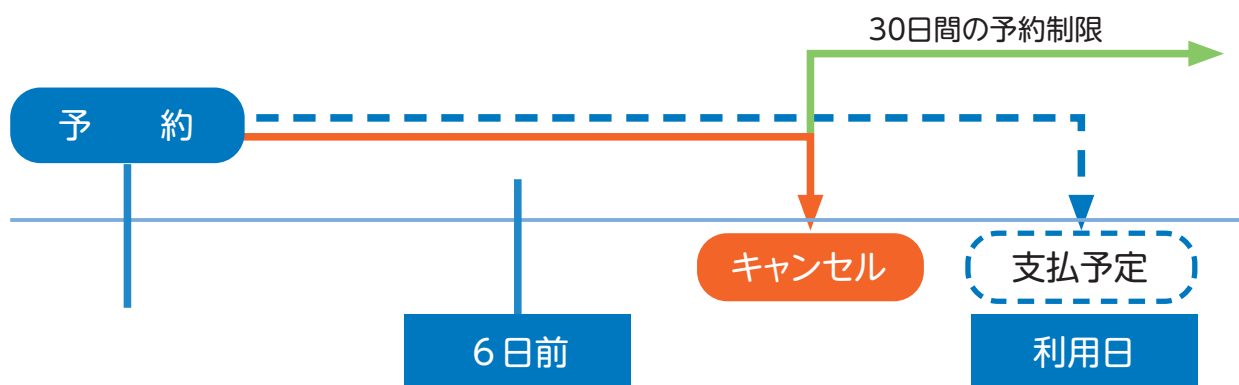 30日間の予約制限
予　約
キャンセル
支払予定
６日前
利用日